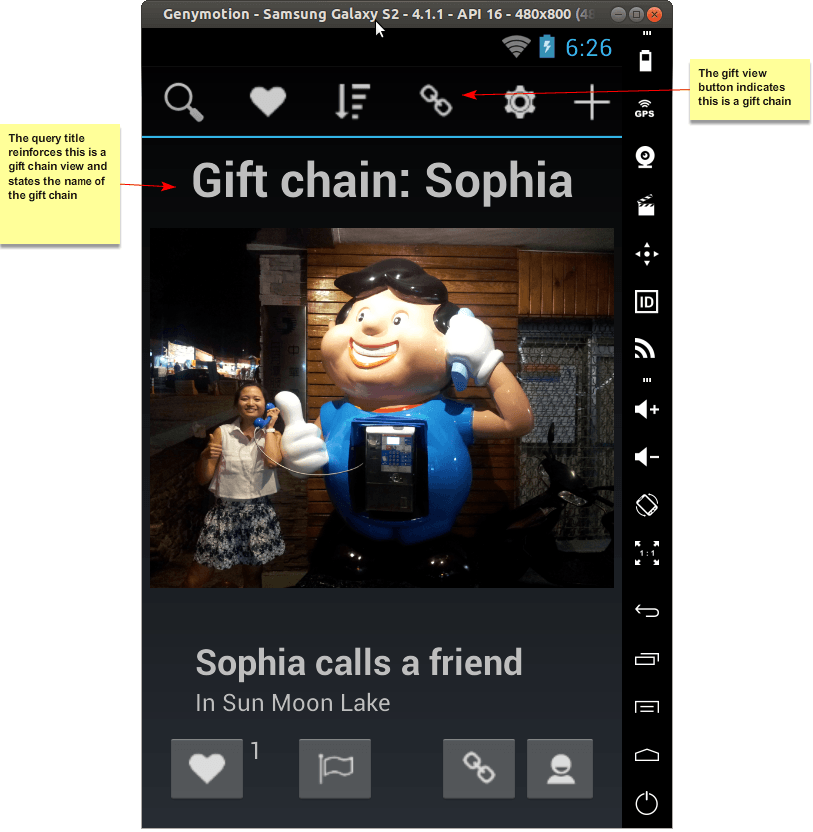 Genymotion - Samsung Galaxy S2 - 4.1.1 - API 16 - 480x800 (48
6:26
The gift view
button indicates
this is a gift chain
GPS
The query title
reinforces this is a
gift chain view and
states the name of
the gift chain
Gift chain: Sophia
ID
1:1
Sophia calls a friend
In Sun Moon Lake
1